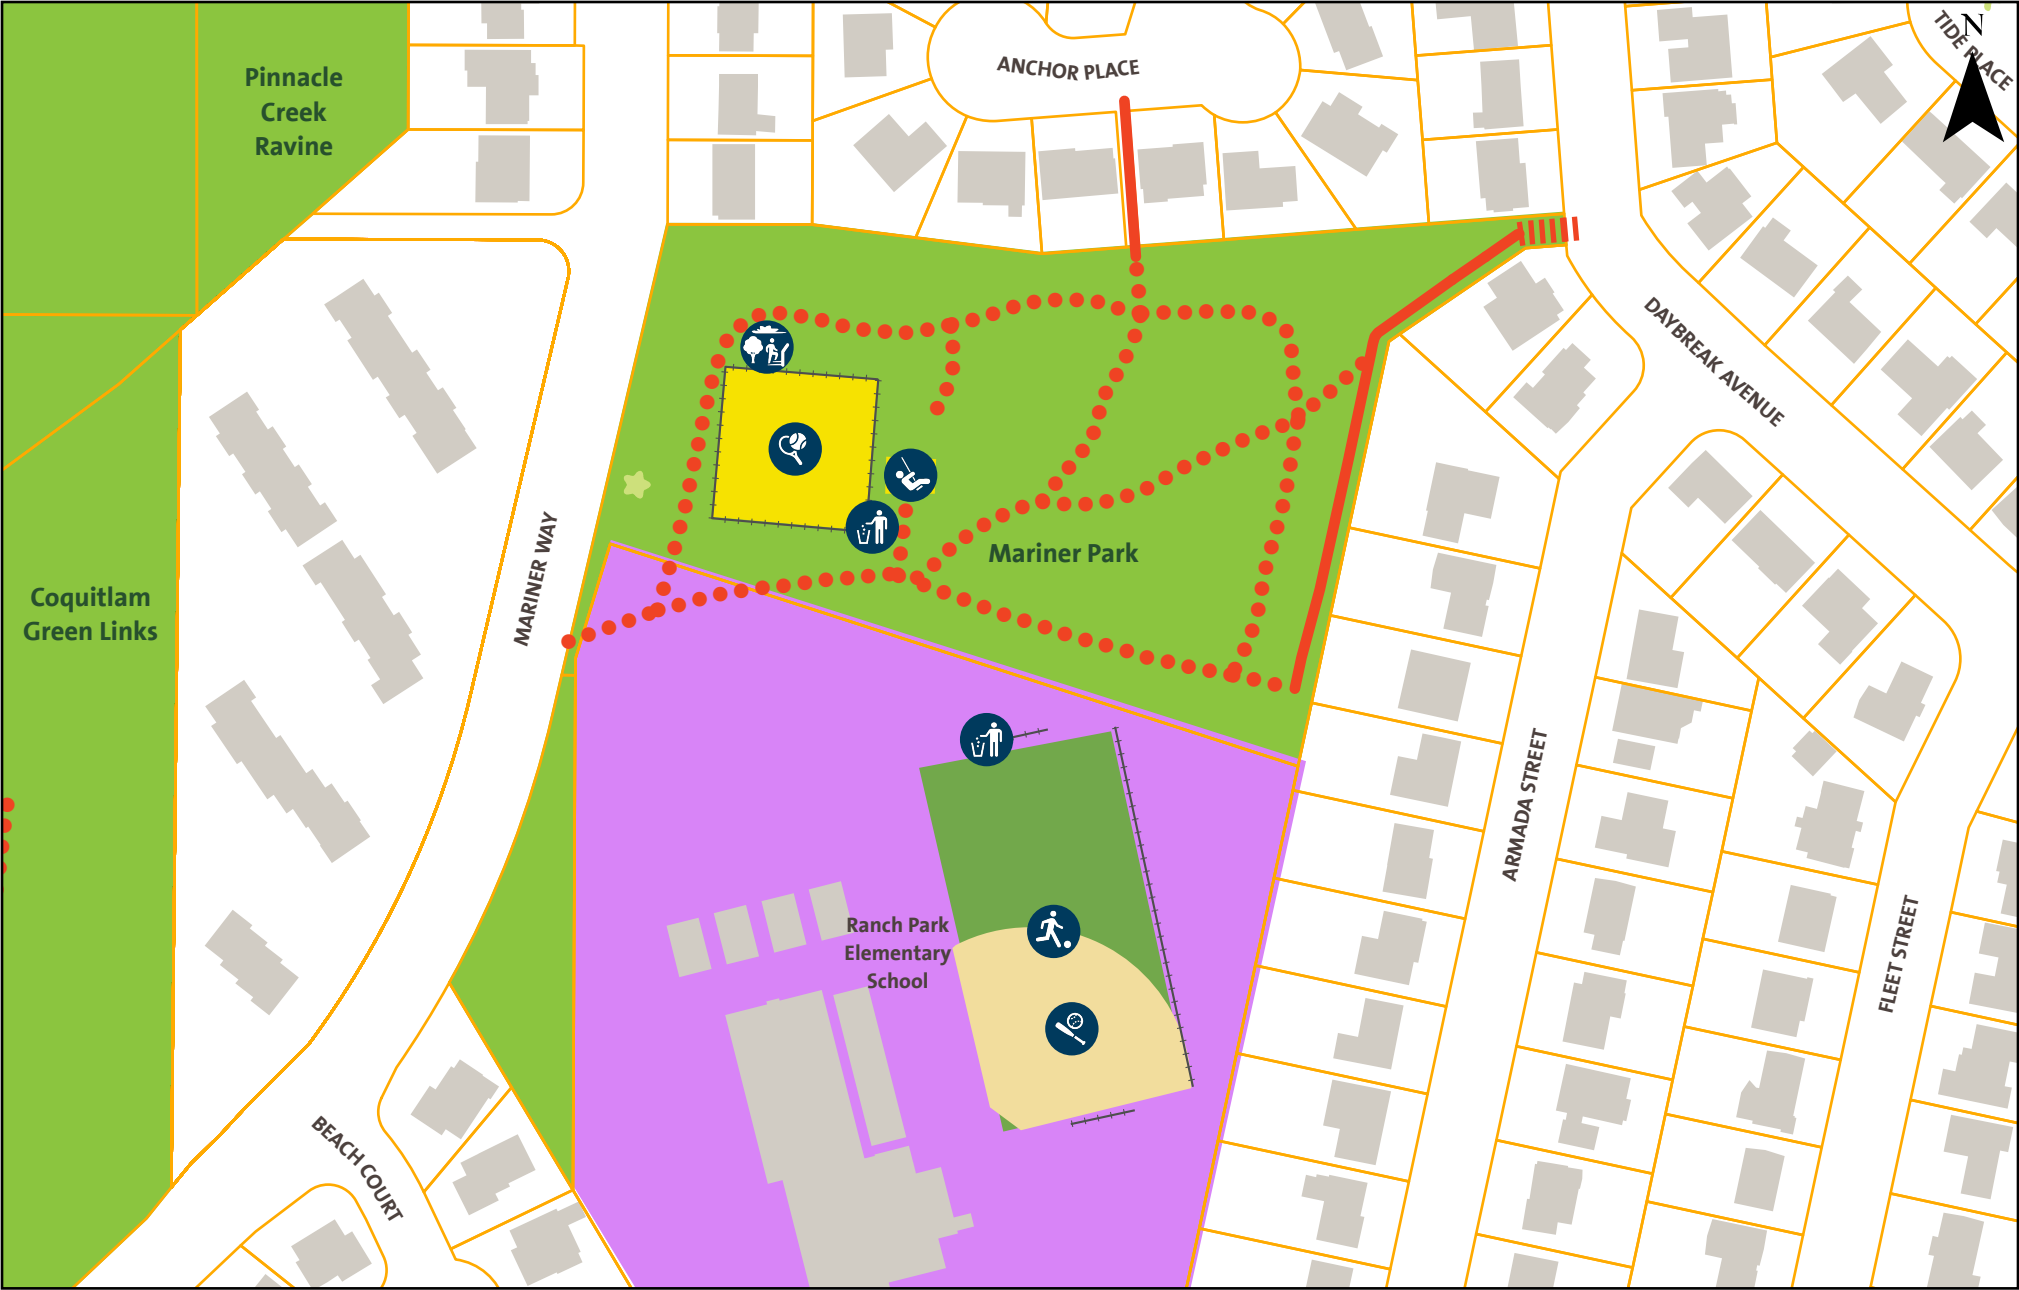 Pinnacle
Creek
Ravine
ANCHOR PLACE
TIDE PLACE
N
DAYBREAK AVENUE
MARINER WAY
Mariner Park
Coquitlam
Green Links
ARMADA STREET
FLEET STREET
Ranch Park
Elementary
School
BEACH COURT